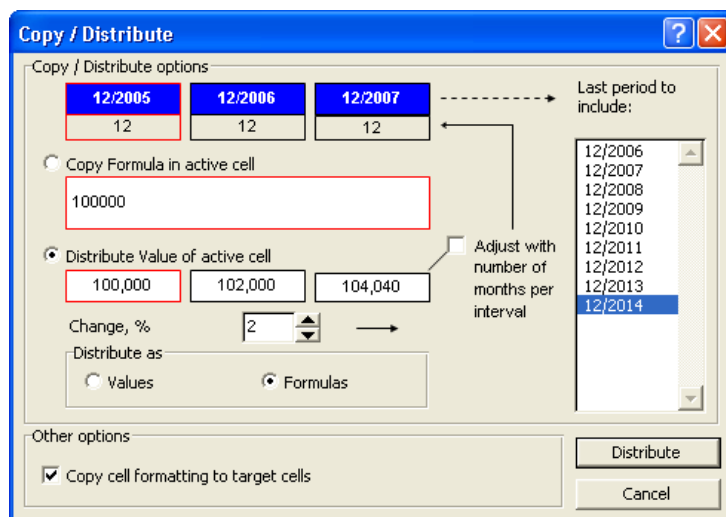 Copy / Distribute
Copy / Distribute options
12/2005 12/2006 12/2007
12 12 12
Last period to
include:
Copy Formula in active cell
100000
Distribute Value of active cell
100,000 102,000 104,040
Adjust with
number of
months per
interval
Change, % 2
Distribute as
Values Formulas
12/2006
12/2007
12/2008
12/2009
12/2010
12/2011
12/2012
12/2013
12/2014
Other options
Copy cell formatting to target cells
Distribute
Cancel